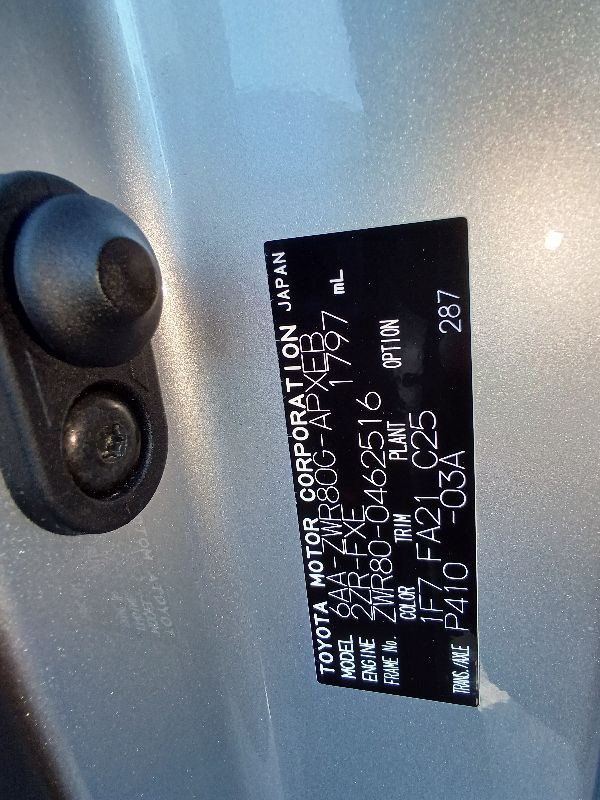 TOYOTA MOTOR CORPORATION JAPAN
MODEL 6AA-ZWR80G-APXEB
ENGINE 2ZR-FXE 1797 mL
FRAME No. ZWR80-0462516
COLOR TRIM PLANT OPTION
1F7 FA21 C25 287
TRANS./AXLE P410 -03A